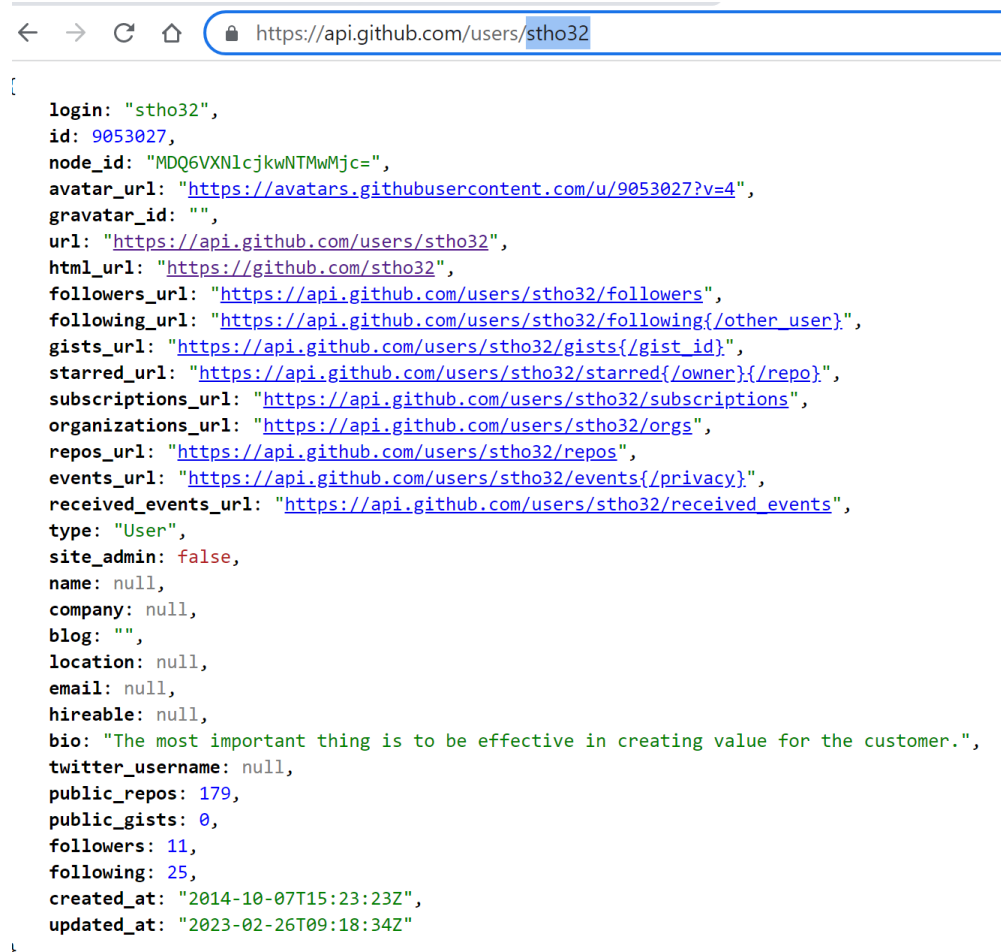 https://api.github.com/users/stho32
{
login: "stho32",
id: 9053027,
node_id: "MDQ6VXNlcjkwNTMwMjc=",
avatar_url: "https://avatars.githubusercontent.com/u/9053027?v=4",
gravatar_id: "",
url: "https://api.github.com/users/stho32",
html_url: "https://github.com/stho32",
followers_url: "https://api.github.com/users/stho32/followers",
following_url: "https://api.github.com/users/stho32/following{/other_user}",
gists_url: "https://api.github.com/users/stho32/gists{/gist_id}",
starred_url: "https://api.github.com/users/stho32/starred{/owner}{/repo}",
subscriptions_url: "https://api.github.com/users/stho32/subscriptions",
organizations_url: "https://api.github.com/users/stho32/orgs",
repos_url: "https://api.github.com/users/stho32/repos",
events_url: "https://api.github.com/users/stho32/events{/privacy}",
received_events_url: "https://api.github.com/users/stho32/received_events",
type: "User",
site_admin: false,
name: null,
company: null,
blog: "",
location: null,
email: null,
hireable: null,
bio: "The most important thing is to be effective in creating value for the customer.",
twitter_username: null,
public_repos: 179,
public_gists: 0,
followers: 11,
following: 25,
created_at: "2014-10-07T15:23:23Z",
updated_at: "2023-02-26T09:18:34Z"
}